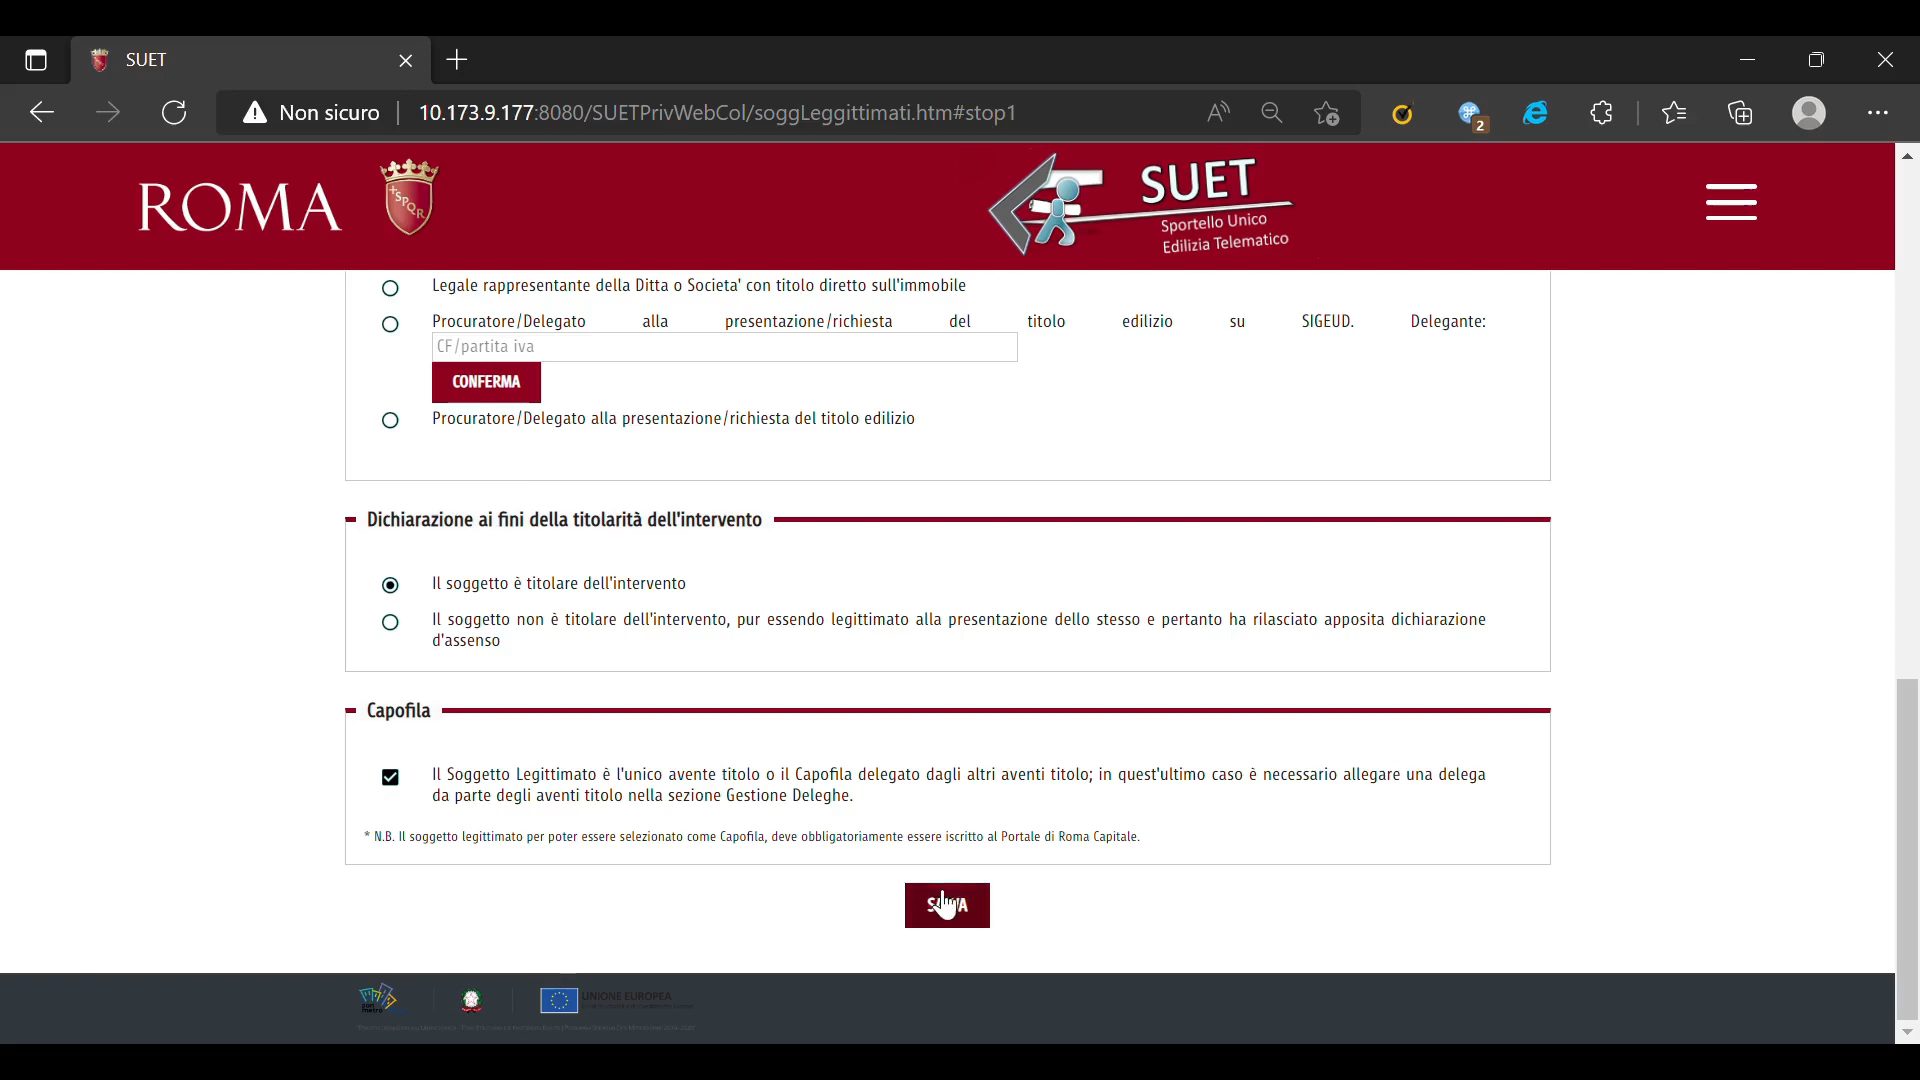 SUET
Non sicuro 10.173.9.177:8080/SUETPrivWebCol/soggLeggittimati.htm#stop1
2
ROMA
SPQR
SUET
Sportello Unico
Edilizia Telematico
Legale rappresentante della Ditta o Societa' con titolo diretto sull'immobile
Procuratore/Delegato alla presentazione/richiesta del titolo edilizio su SIGEUD. Delegante:
CF/partita iva
CONFERMA
Procuratore/Delegato alla presentazione/richiesta del titolo edilizio
Dichiarazione ai fini della titolarità dell'intervento
Il soggetto è titolare dell'intervento
Il soggetto non è titolare dell'intervento, pur essendo legittimato alla presentazione dello stesso e pertanto ha rilasciato apposita dichiarazione
d'assenso
Capofila
Il Soggetto Legittimato è l'unico avente titolo o il Capofila delegato dagli altri aventi titolo; in quest'ultimo caso è necessario allegare una delega
da parte degli aventi titolo nella sezione Gestione Deleghe.
* N.B. Il soggetto legittimato per poter essere selezionato come Capofila, deve obbligatoriamente essere iscritto al Portale di Roma Capitale.
SALVA
UNIONE EUROPEA